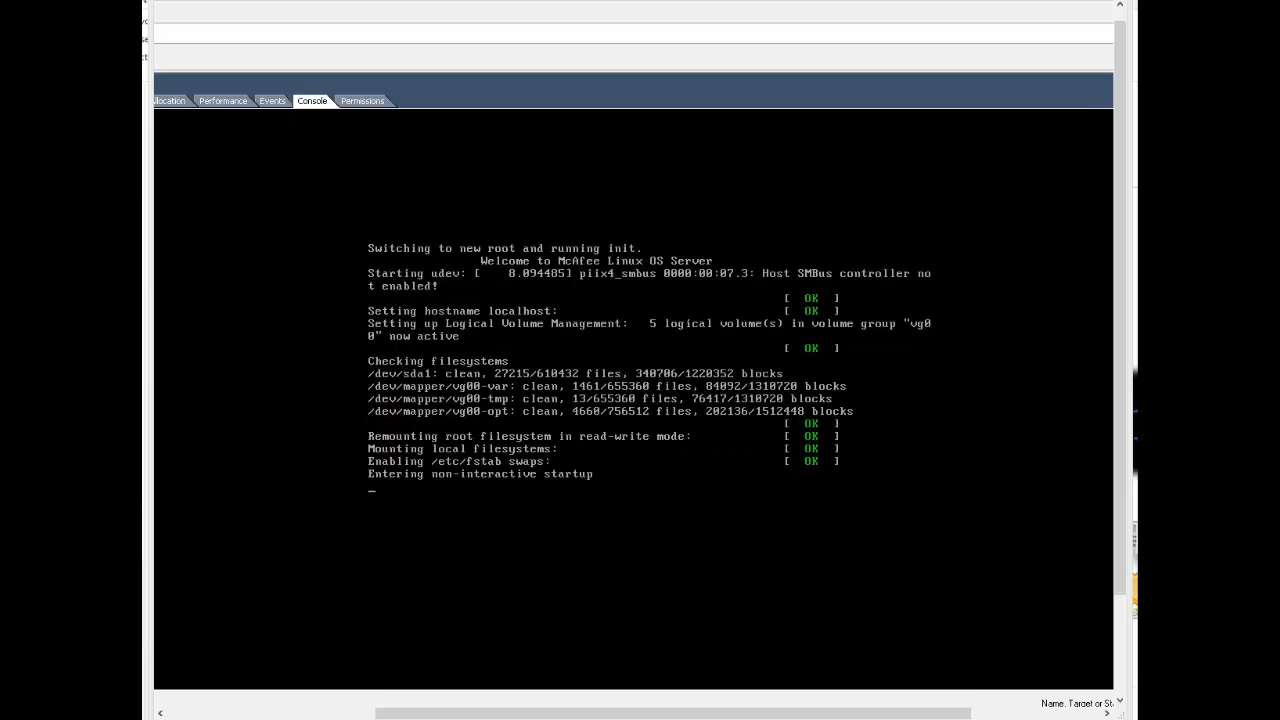 llocation Performance Events Console Permissions
Switching to new root and running init.
Welcome to McAfee Linux OS Server
Starting udev: [    8.094485] piix4_smbus 0000:00:07.3: Host SMBus controller no
t enabled!
[  OK  ]
Setting hostname localhost: [  OK  ]
Setting up Logical Volume Management:   5 logical volume(s) in volume group "vg0
0" now active
[  OK  ]
Checking filesystems
/dev/sda1: clean, 27215/610432 files, 340706/1220352 blocks
/dev/mapper/vg00-var: clean, 1461/655360 files, 84092/1310720 blocks
/dev/mapper/vg00-tmp: clean, 13/655360 files, 76417/1310720 blocks
/dev/mapper/vg00-opt: clean, 4660/756512 files, 202136/1512448 blocks
[  OK  ]
Remounting root filesystem in read-write mode: [  OK  ]
Mounting local filesystems: [  OK  ]
Enabling /etc/fstab swaps: [  OK  ]
Entering non-interactive startup
_
Name, Target or St